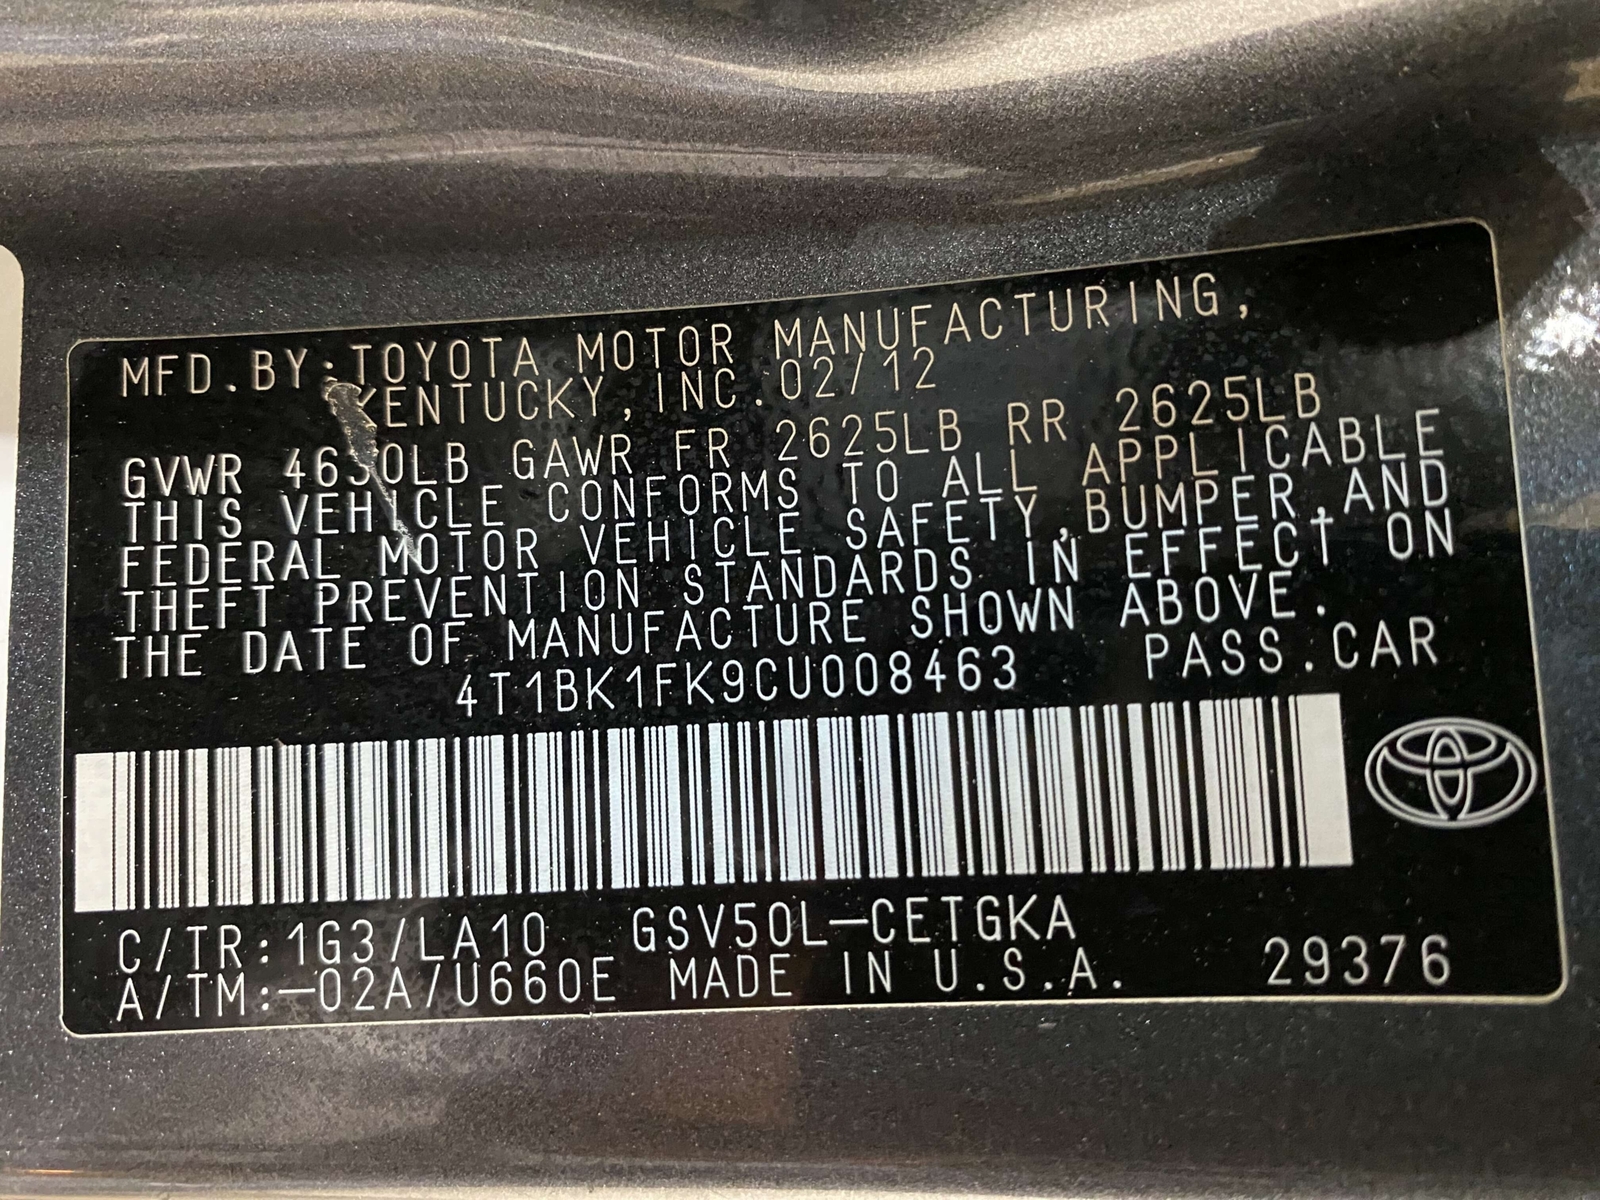 MFD.BY:TOYOTA MOTOR MANUFACTURING,
KENTUCKY,INC.02/12
GVWR 4630LB GAWR FR 2625LB RR 2625LB
THIS VEHICLE CONFORMS TO ALL APPLICABLE
FEDERAL MOTOR VEHICLE SAFETY,BUMPER,AND
THEFT PREVENTION STANDARDS IN EFFECT ON
THE DATE OF MANUFACTURE SHOWN ABOVE.
4T1BK1FK9CU008463 PASS.CAR
C/TR:1G3/LA10 GSV50L-CETGKA
A/TM:-02A/U660E MADE IN U.S.A. 29376